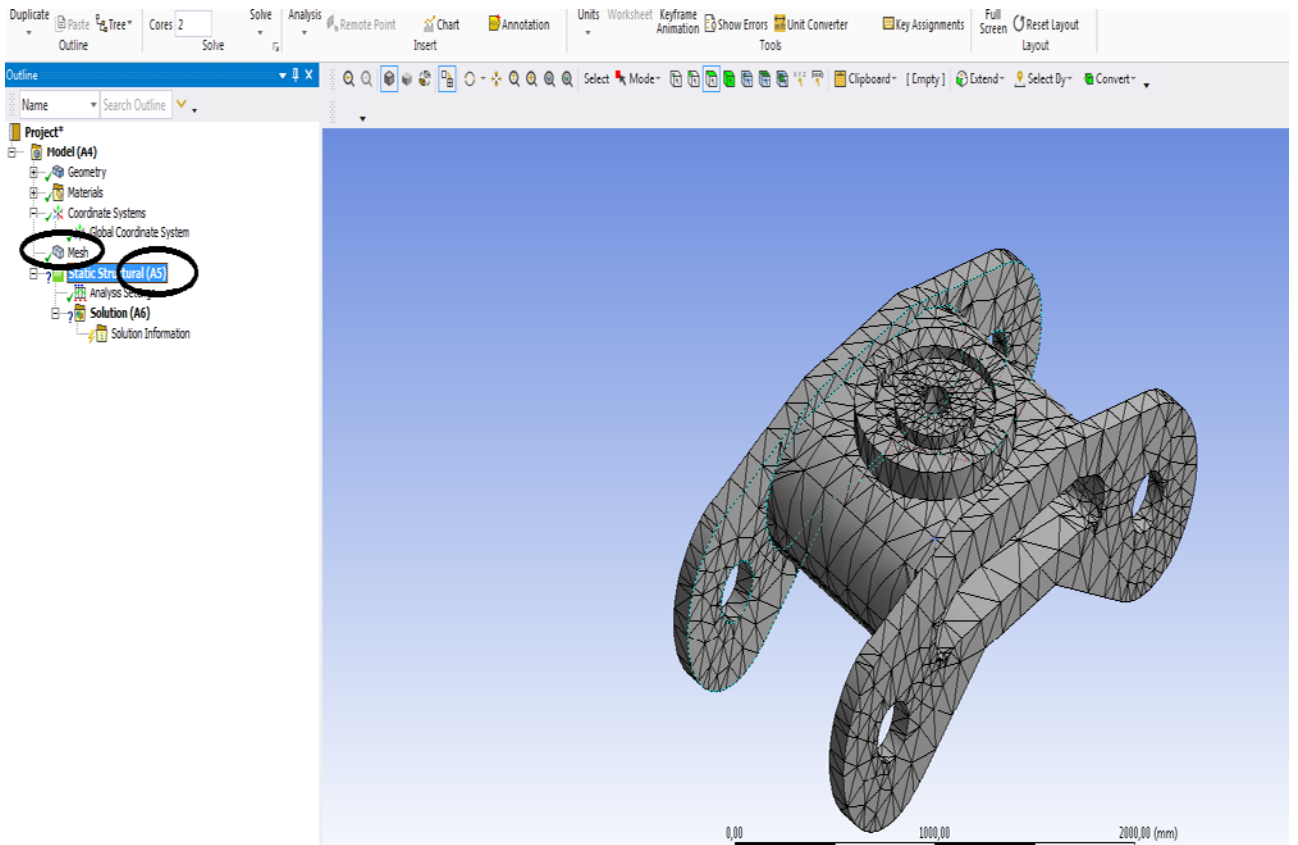 Duplicate Paste Tree Cores 2 Solve Analysis Remote Point Chart Annotation Units Worksheet Keyframe Animation Show Errors Unit Converter Key Assignments Full Screen Reset Layout
Outline Solve Insert Tools Layout
Outline
Select Mode Clipboard [Empty] Extend Select By Convert
Name Search Outline
Project*
Model (A4)
Geometry
Materials
Coordinate Systems
Global Coordinate System
Mesh
Static Structural (A5)
Analysis Settings
Solution (A6)
Solution Information
0,00 1000,00 2000,00 (mm)